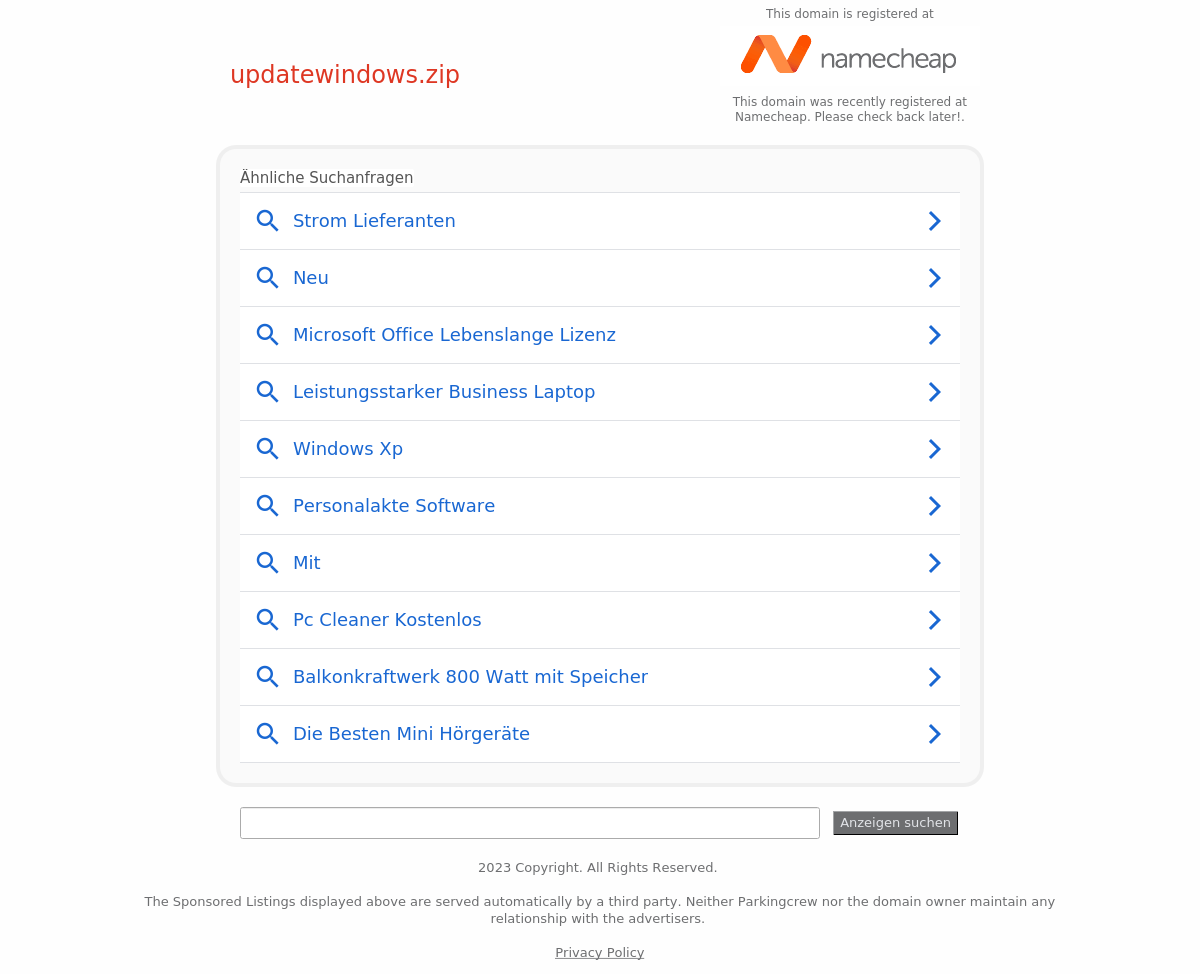 This domain is registered at
namecheap
updatewindows.zip
This domain was recently registered at
Namecheap. Please check back later!.
Ähnliche Suchanfragen
Strom Lieferanten
Neu
Microsoft Office Lebenslange Lizenz
Leistungsstarker Business Laptop
Windows Xp
Personalakte Software
Mit
Pc Cleaner Kostenlos
Balkonkraftwerk 800 Watt mit Speicher
Die Besten Mini Hörgeräte
Anzeigen suchen
2023 Copyright. All Rights Reserved.
The Sponsored Listings displayed above are served automatically by a third party. Neither Parkingcrew nor the domain owner maintain any
relationship with the advertisers.
Privacy Policy